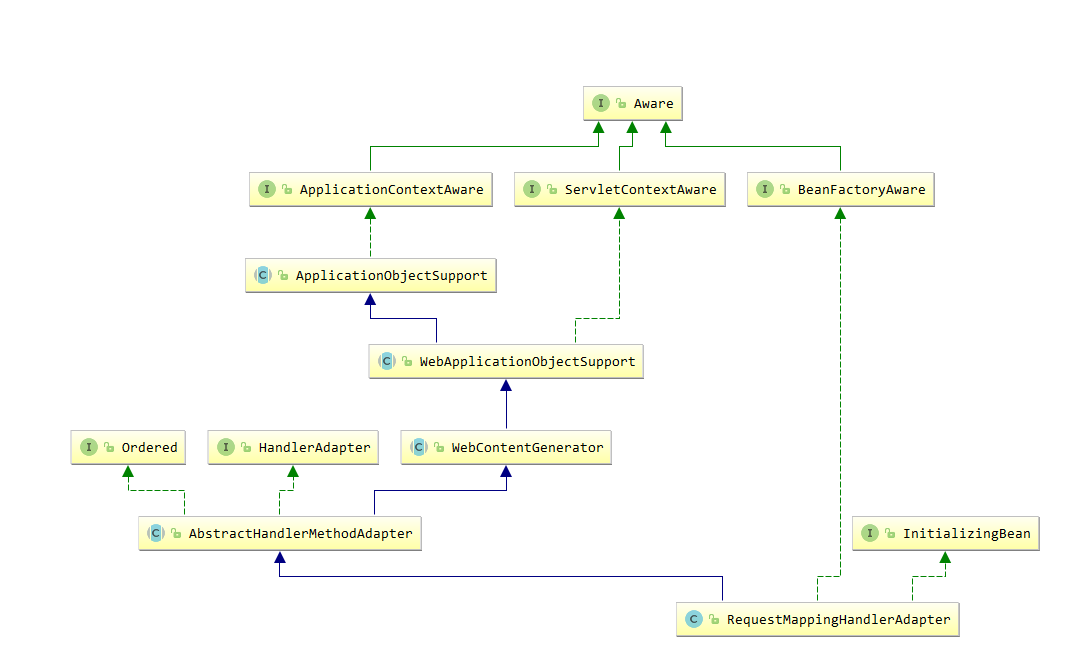 I Aware
I ApplicationContextAware
I ServletContextAware
I BeanFactoryAware
C ApplicationObjectSupport
C WebApplicationObjectSupport
I Ordered
I HandlerAdapter
C WebContentGenerator
C AbstractHandlerMethodAdapter
I InitializingBean
C RequestMappingHandlerAdapter